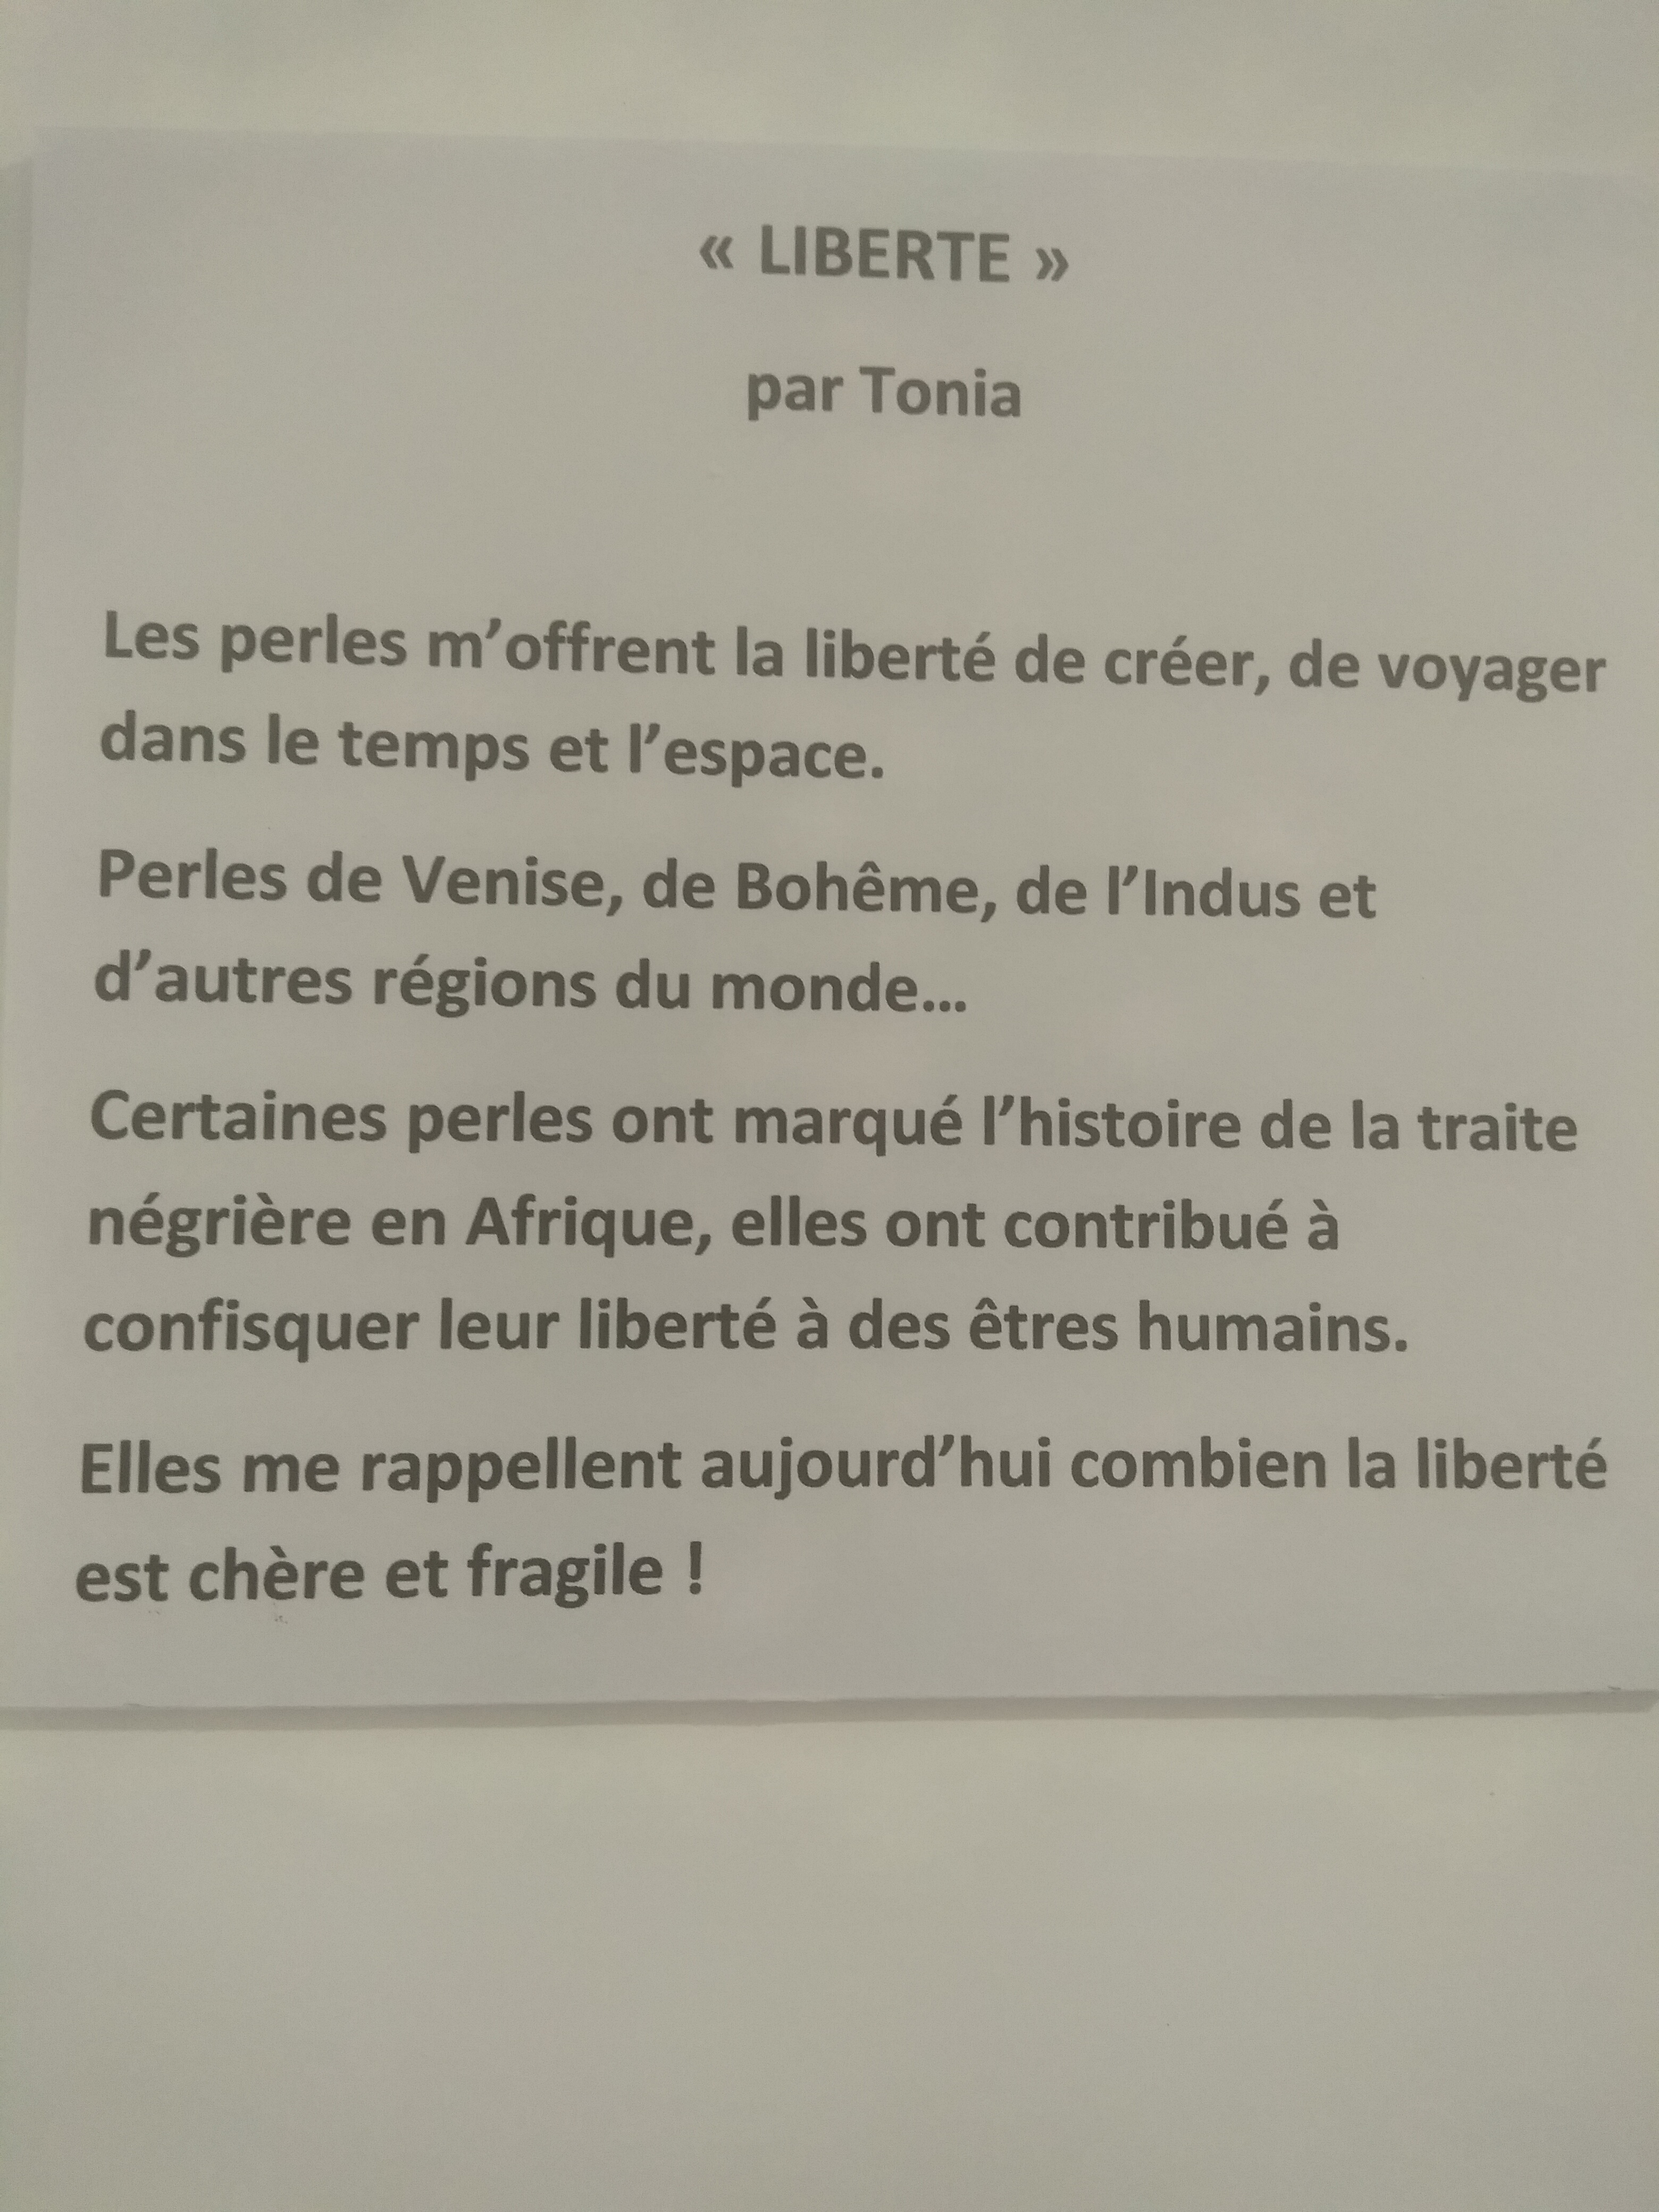 « LIBERTE »
par Tonia
Les perles m’offrent la liberté de créer, de voyager
dans le temps et l’espace.
Perles de Venise, de Bohême, de l’Indus et
d’autres régions du monde…
Certaines perles ont marqué l’histoire de la traite
négrière en Afrique, elles ont contribué à
confisquer leur liberté à des êtres humains.
Elles me rappellent aujourd’hui combien la liberté
est chère et fragile !